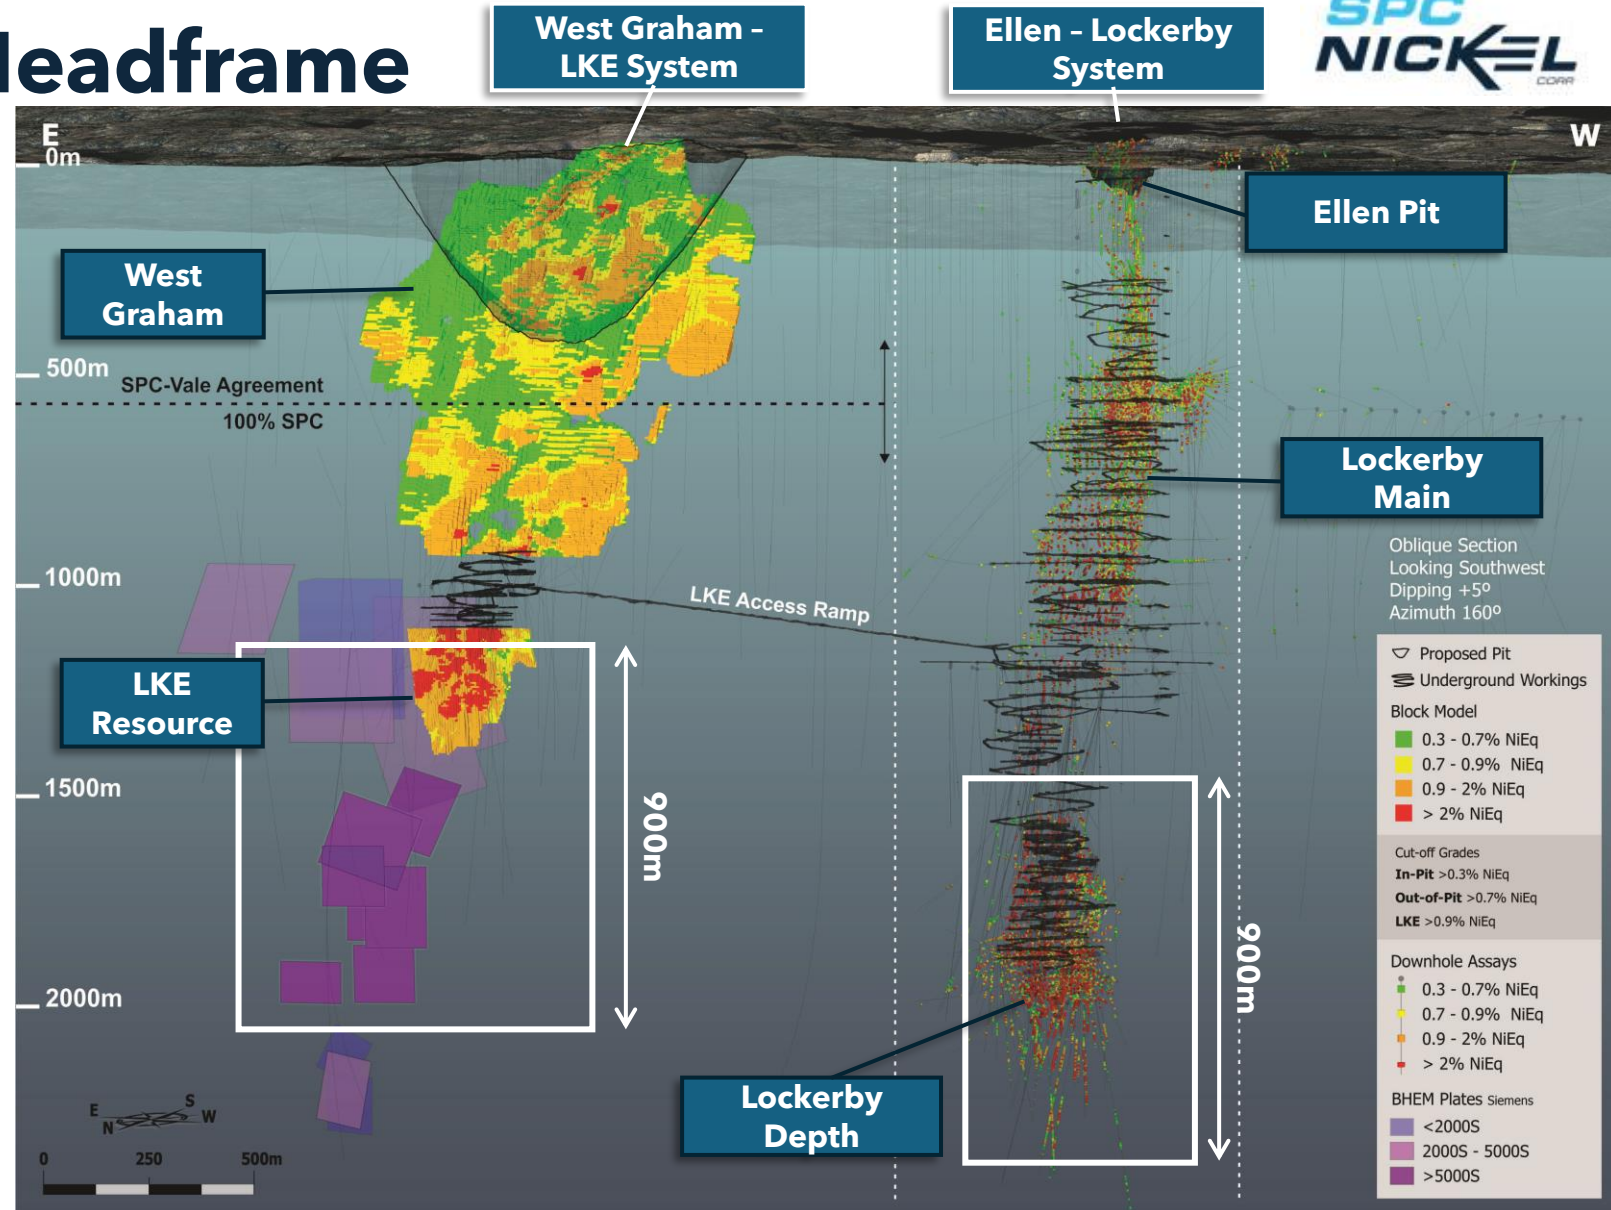 leadframe
West Graham –
LKE System
Ellen – Lockerby
System
SPC
NICKEL
CORP
E
W
0m
Ellen Pit
West
Graham
500m
SPC-Vale Agreement
100% SPC
Lockerby
Main
Oblique Section
Looking Southwest
Dipping +5º
Azimuth 160º
1000m
LKE Access Ramp
Proposed Pit
Underground Workings
Block Model
0.3 - 0.7% NiEq
0.7 - 0.9% NiEq
0.9 - 2% NiEq
> 2% NiEq
LKE
Resource
1500m
900m
Cut-off Grades
In-Pit >0.3% NiEq
Out-of-Pit >0.7% NiEq
LKE >0.9% NiEq
900m
Downhole Assays
0.3 - 0.7% NiEq
0.7 - 0.9% NiEq
0.9 - 2% NiEq
> 2% NiEq
2000m
Lockerby
Depth
BHEM Plates Siemens
<2000S
2000S - 5000S
>5000S
E
S
N
W
0
250
500m